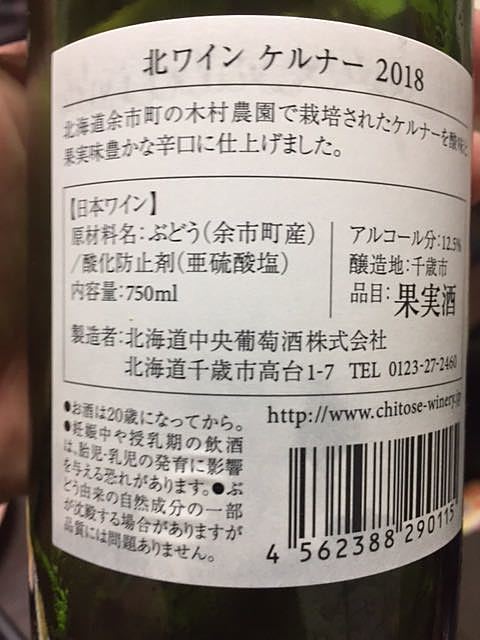 北ワイン ケルナー 2018
北海道余市町の木村農園で栽培されたケルナーを酸味と
果実味豊かな辛口に仕上げました。
【日本ワイン】
原材料名:ぶどう(余市町産)
/酸化防止剤(亜硫酸塩)
内容量:750ml
アルコール分:12.5%
醸造地:千歳市
品目:果実酒
製造者:北海道中央葡萄酒株式会社
北海道千歳市高台1-7 TEL 0123-27-2460
●お酒は20歳になってから。
●妊娠中や授乳期の飲酒
は、胎児・乳児の発育に影響
を与える恐れがあります。●ぶ
どう由来の自然成分の一部
が沈殿する場合がありますが
品質には問題ありません。
http://www.chitose-winery.jp
4 562388 290115